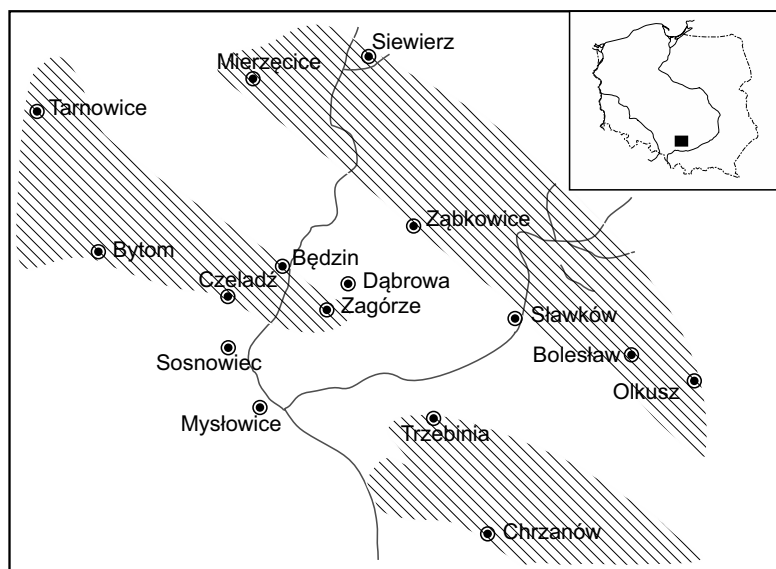 Siewierz
Mierzęcice
Tarnowice
Ząbkowice
Bytom
Będzin
Czeladź
Dąbrowa
Zagórze
Sławków
Sosnowiec
Bolesław
Olkusz
Mysłowice
Trzebinia
Chrzanów